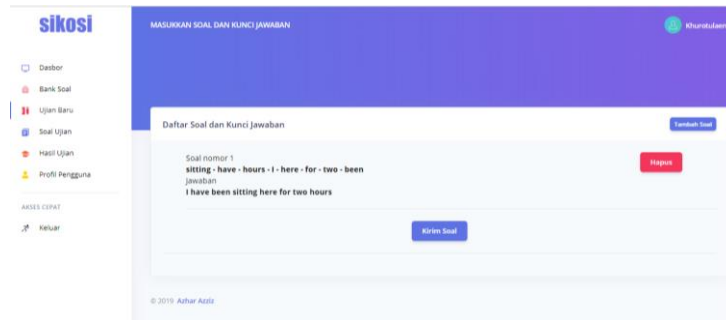 sikosi
MASUKKAN SOAL DAN KUNCI JAWABAN
Khurotulaen
Dasbor
Bank Soal
Ujian Baru
Soal Ujian
Hasil Ujian
Profil Pengguna
AKSES CEPAT
Keluar
Daftar Soal dan Kunci Jawaban
Tambah Soal
Soal nomor 1
sitting - have - hours - I - here - for - two - been
Jawaban
I have been sitting here for two hours
Hapus
Kirim Soal
© 2019 Azhar Azziz